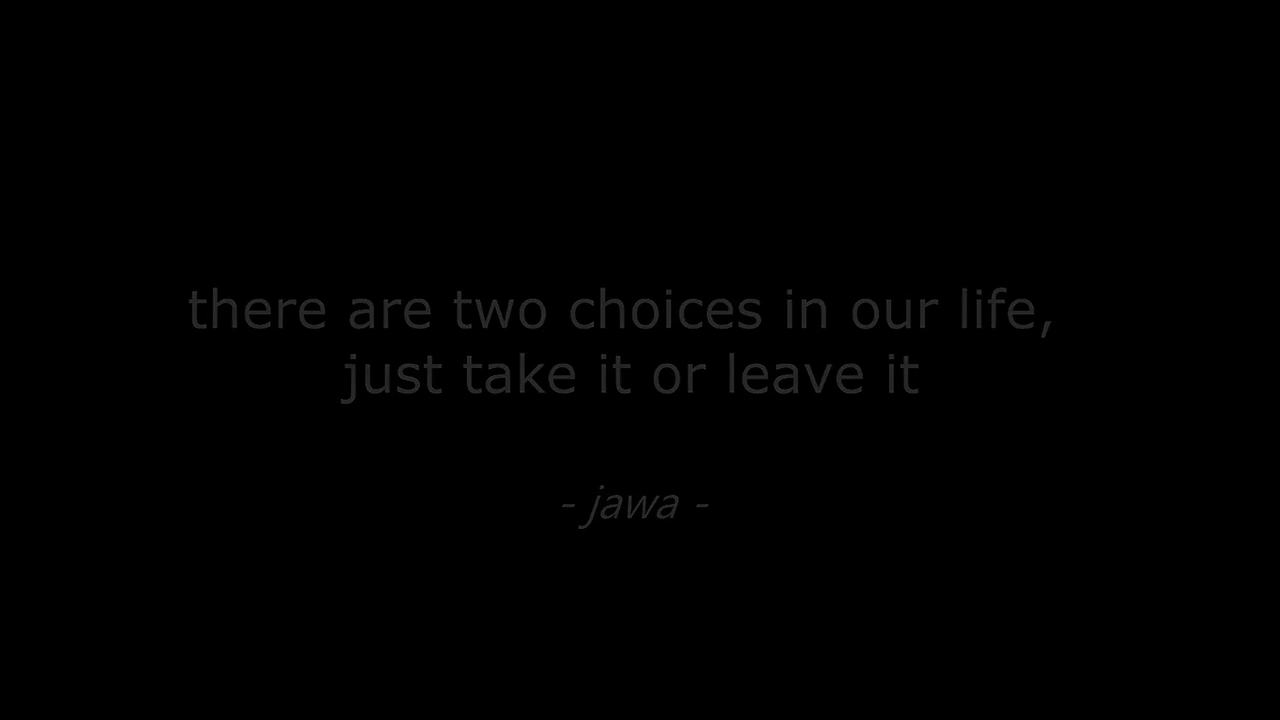 there are two choices in our life,
just take it or leave it
- jawa -